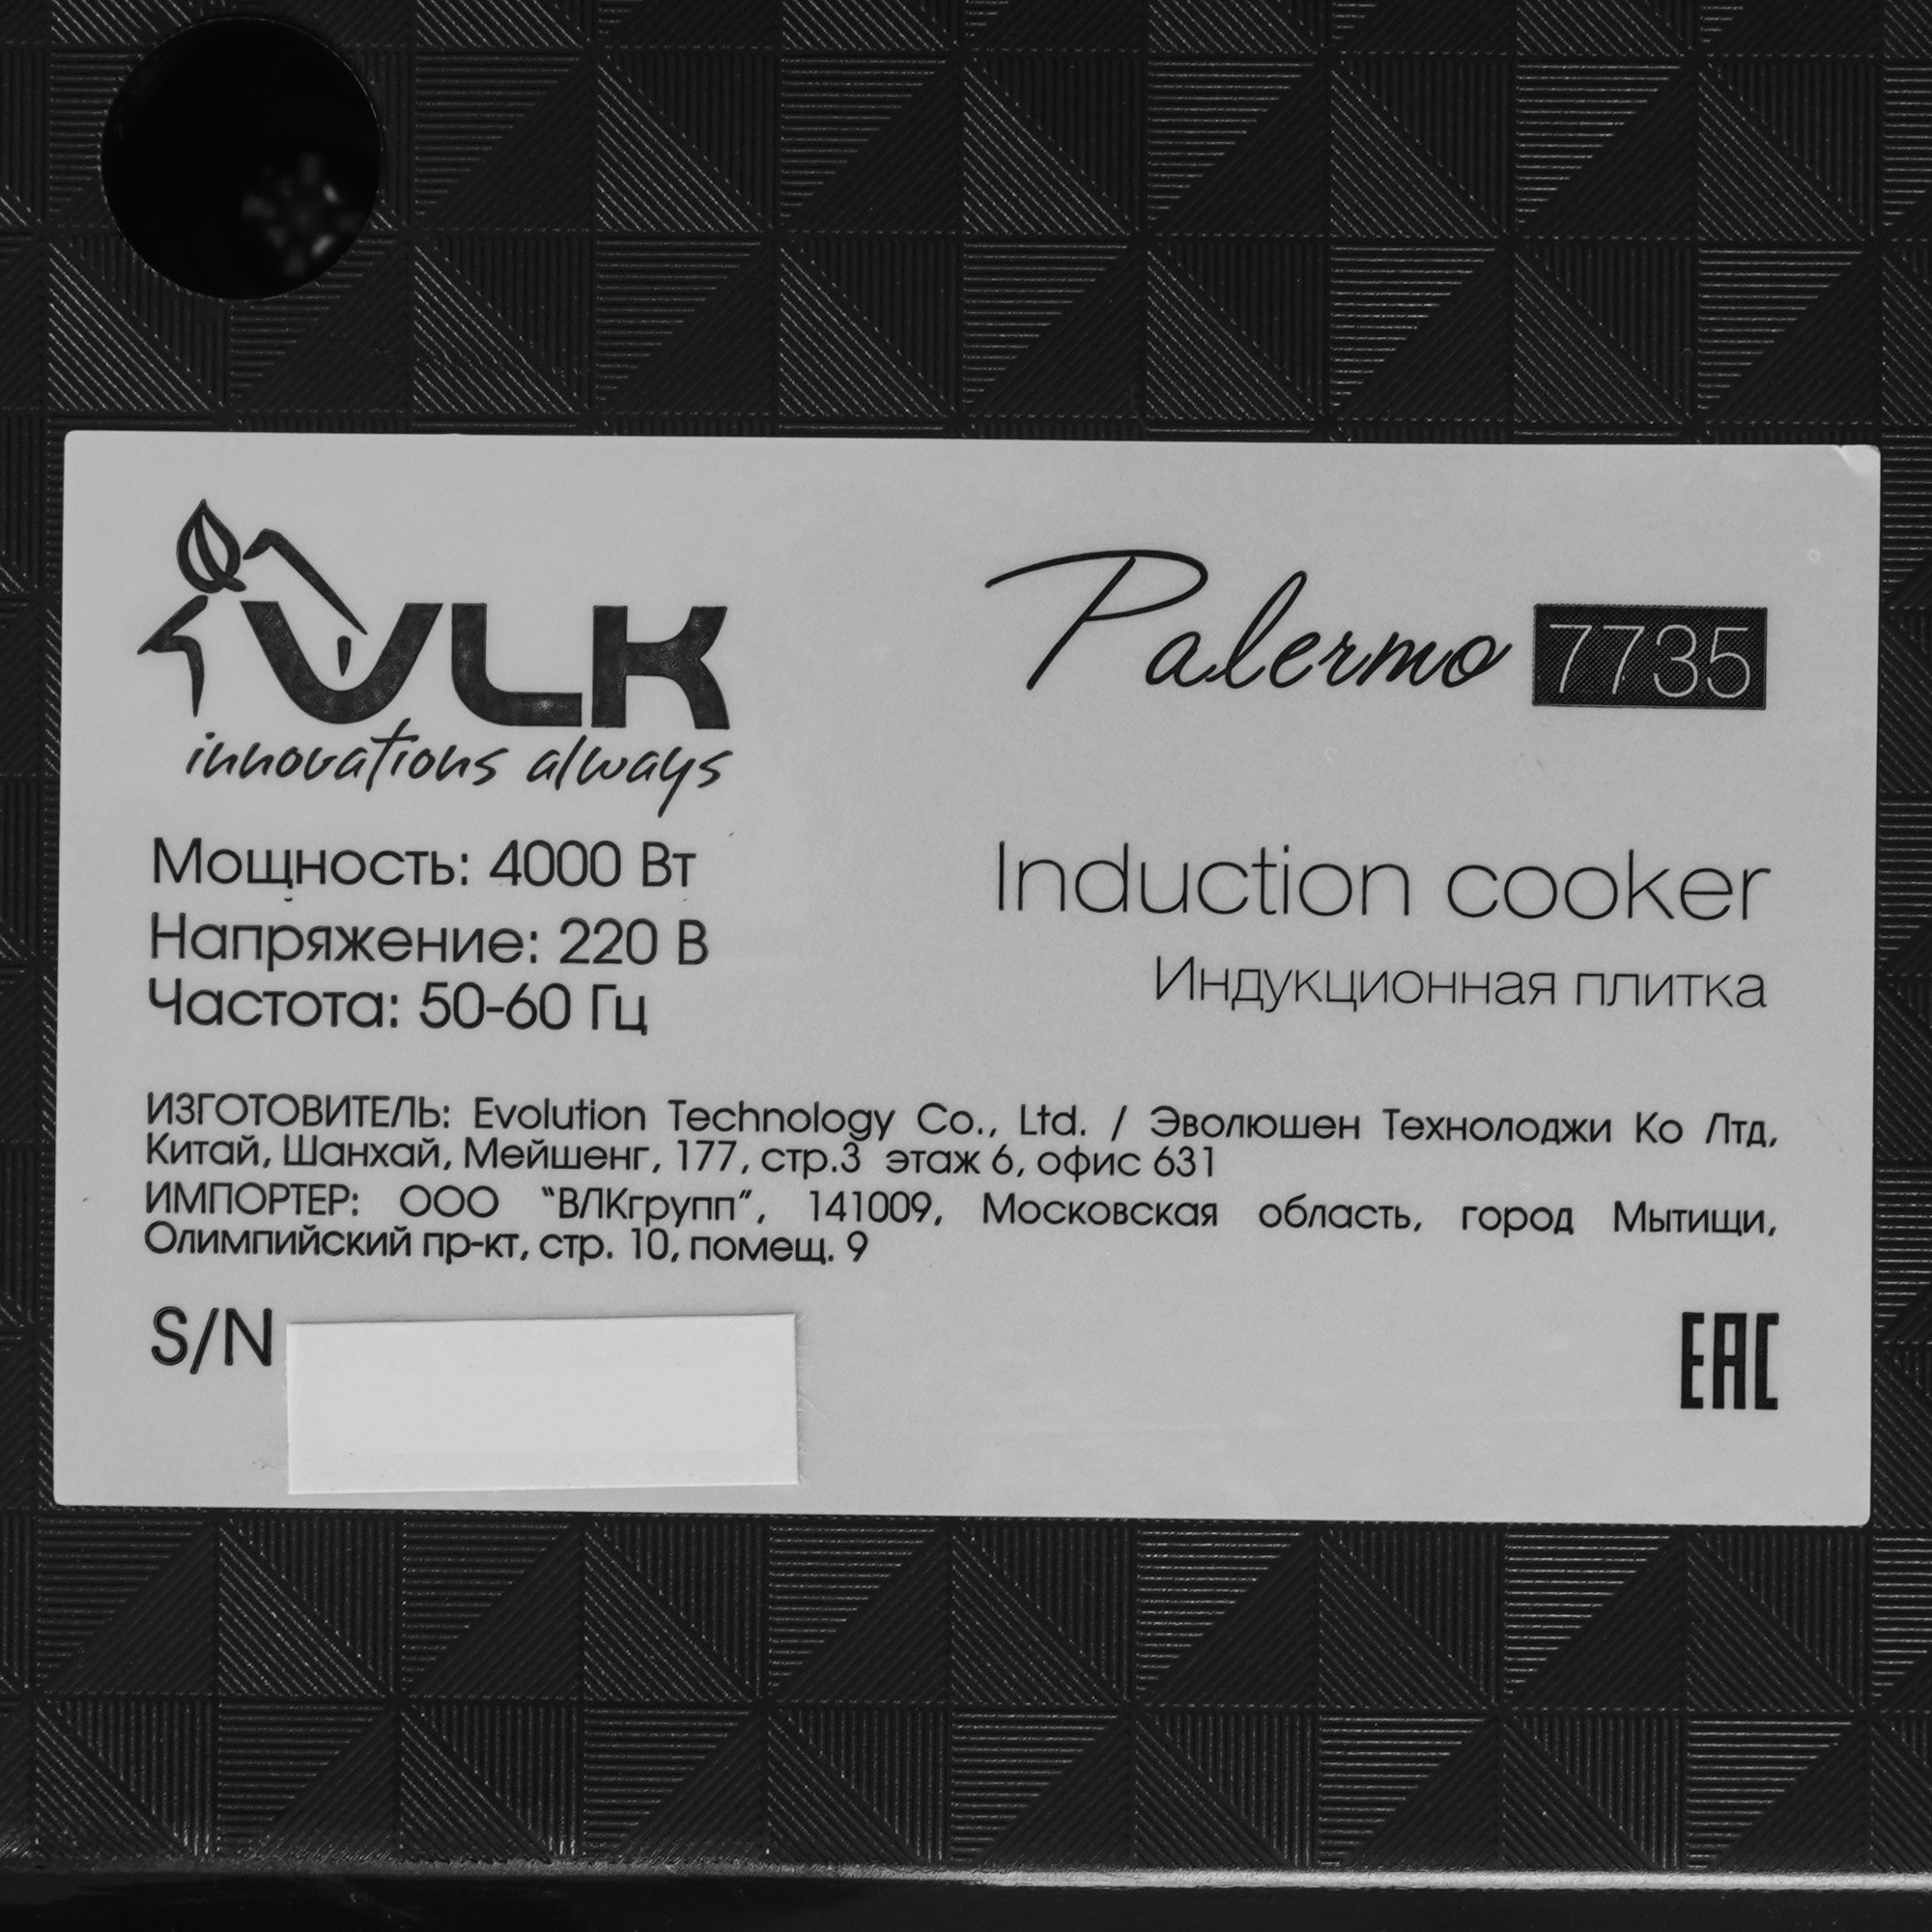 VLK
innovations always
Palermo 7735
Мощность: 4000 Вт
Напряжение: 220 В
Частота: 50-60 Гц
Induction cooker
Индукционная плитка
ИЗГОТОВИТЕЛЬ: Evolution Technology Co., Ltd. / Эволюшен Технолоджи Ко Лтд,
Китай, Шанхай, Мейшенг, 177, стр.3 этаж 6, офис 631
ИМПОРТЕР: ООО “ВЛКгрупп”, 141009, Московская область, город Мытищи,
Олимпийский пр-кт, стр. 10, помещ. 9
S/N
EAC